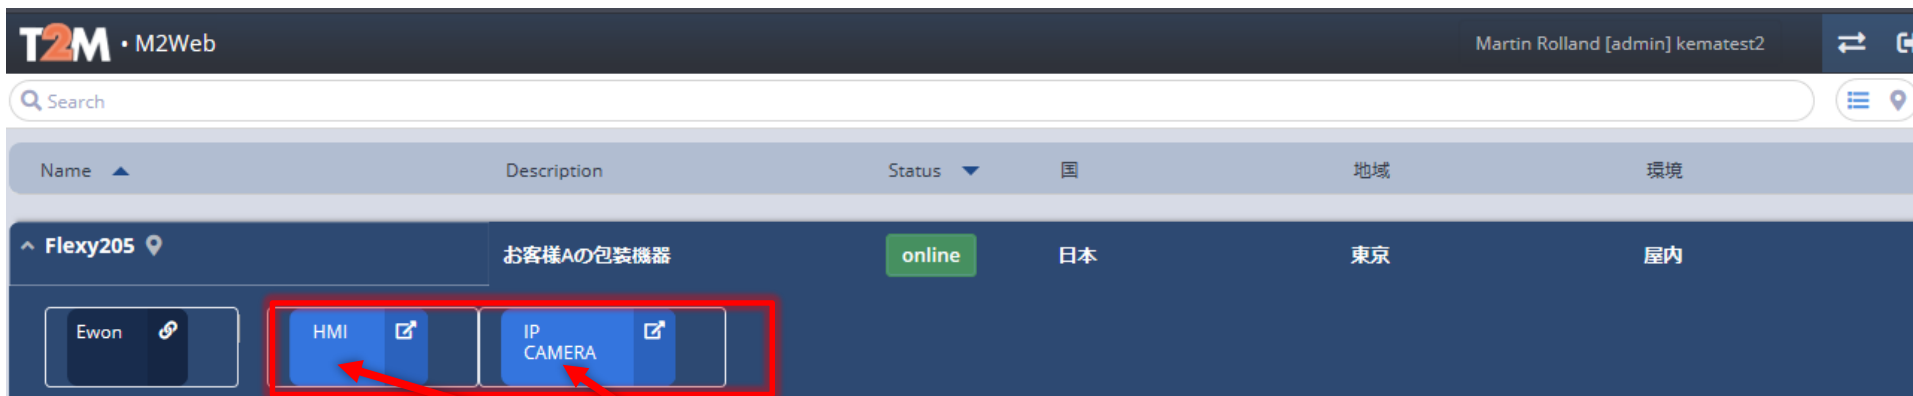 T2M • M2Web
Martin Rolland [admin] kematest2
Search
Name Description Status 国 地域 環境
Flexy205 お客様Aの包装機器 online 日本 東京 屋内
Ewon HMI IP
CAMERA